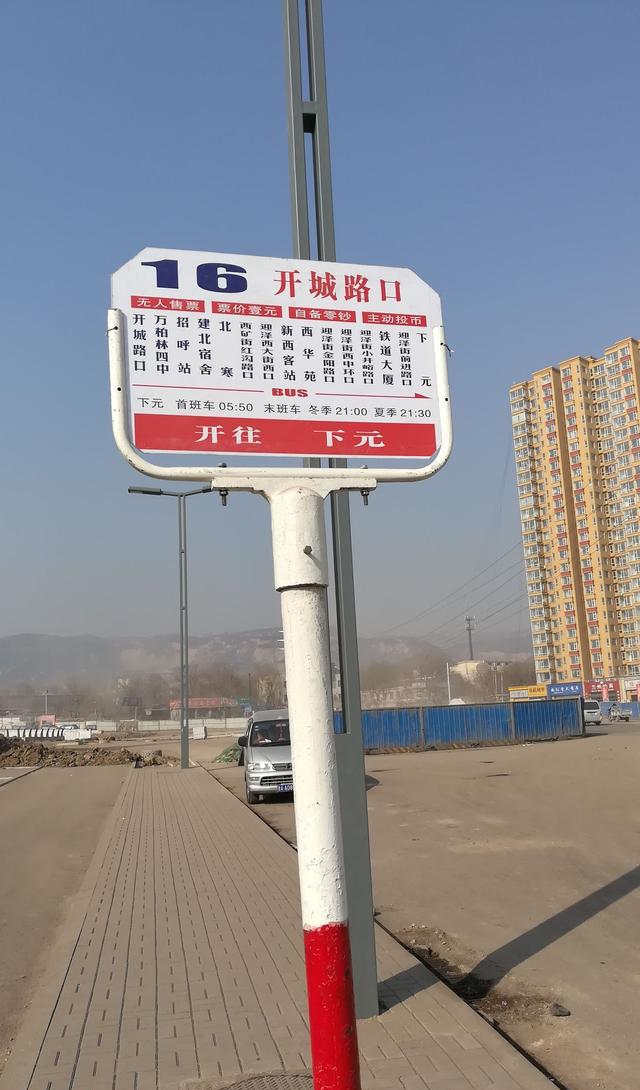 16 开城路口
无人售票 票价壹元 自备零钞 主动投币
开城路口
万柏林四中
招呼站
建北宿舍
北寒
西矿街红沟路口
迎泽西大街西口
新西客站
西华苑
迎泽街金阳路口
迎泽街西中环口
迎泽街小井峪路口
铁道大厦
迎泽街前进路口
下元
BUS
下元 首班车 05:50 末班车 冬季 21:00 夏季 21:30
开往 下元